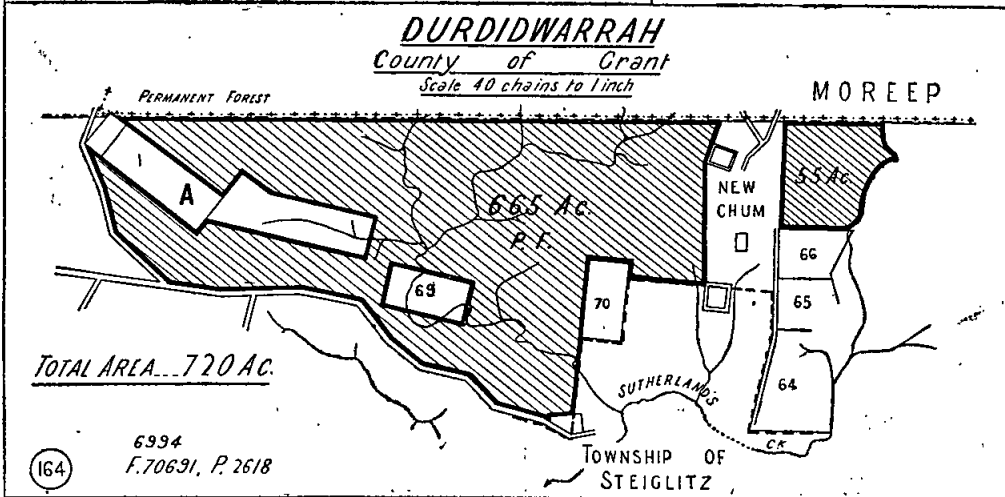 DURDIDWARRAH
County of Grant
Scale 40 chains to 1 inch
PERMANENT FOREST
MOREEP
1
A
665 Ac.
P. F.
NEW
CHUM
55 Ac.
66
69
70
65
64
TOTAL AREA...720 Ac.
SUTHERLAND'S
CK
TOWNSHIP OF
STEIGLITZ
164
6994
F.70691, P. 2618